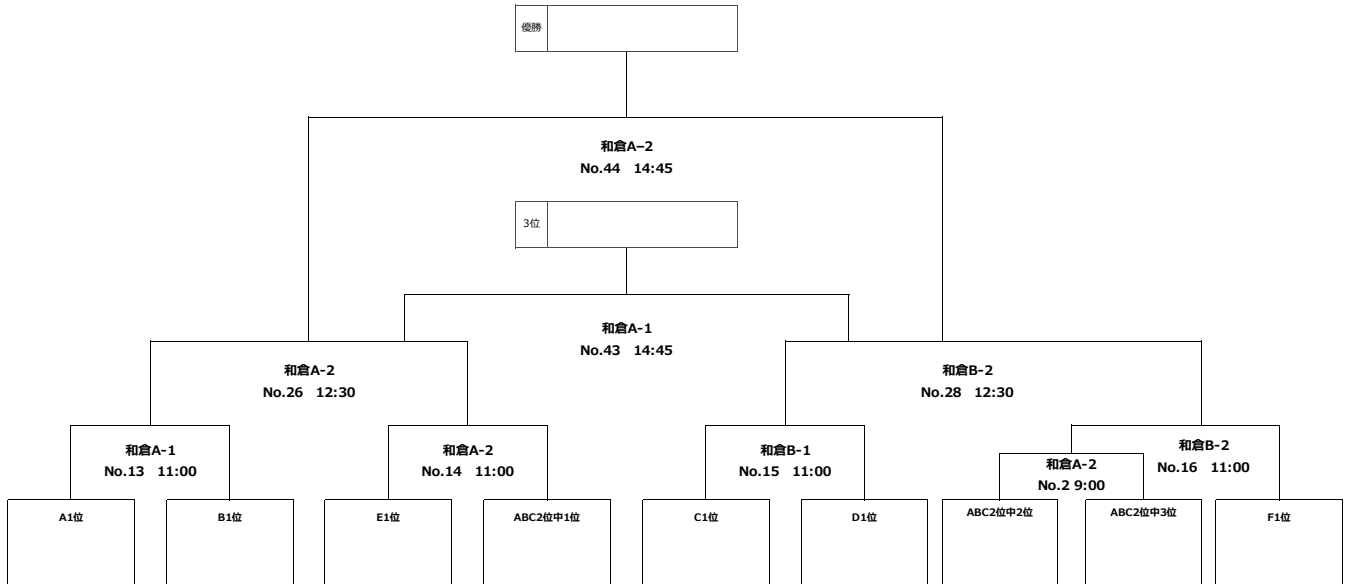 優勝
和倉A–2
No.44 14:45
3位
和倉A-1
No.43 14:45
和倉A-2
No.26 12:30
和倉B-2
No.28 12:30
和倉A-1
No.13 11:00
和倉A-2
No.14 11:00
和倉B-1
No.15 11:00
和倉A-2
No.2 9:00
和倉B-2
No.16 11:00
A1位
B1位
E1位
ABC2位中1位
C1位
D1位
ABC2位中2位
ABC2位中3位
F1位